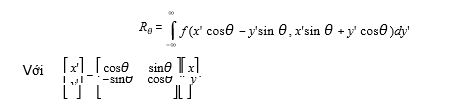 R_θ = ∫_{-∞}^{∞} f(x' cosθ − y' sin θ, x' sin θ + y' cosθ)dy'
Với [x' y'] = [cosθ sinθ −sinθ cosθ][x y]